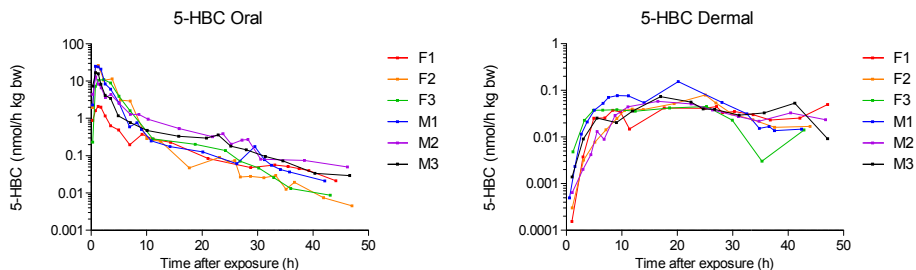 5-HBC Oral
5-HBC (nmol/h kg bw)
100
10
1
0.1
0.01
0.001
0
10
20
30
40
50
Time after exposure (h)
F1
F2
F3
M1
M2
M3
5-HBC Dermal
5-HBC (nmol/h kg bw)
1
0.1
0.01
0.001
0.0001
0
10
20
30
40
50
Time after exposure (h)
F1
F2
F3
M1
M2
M3